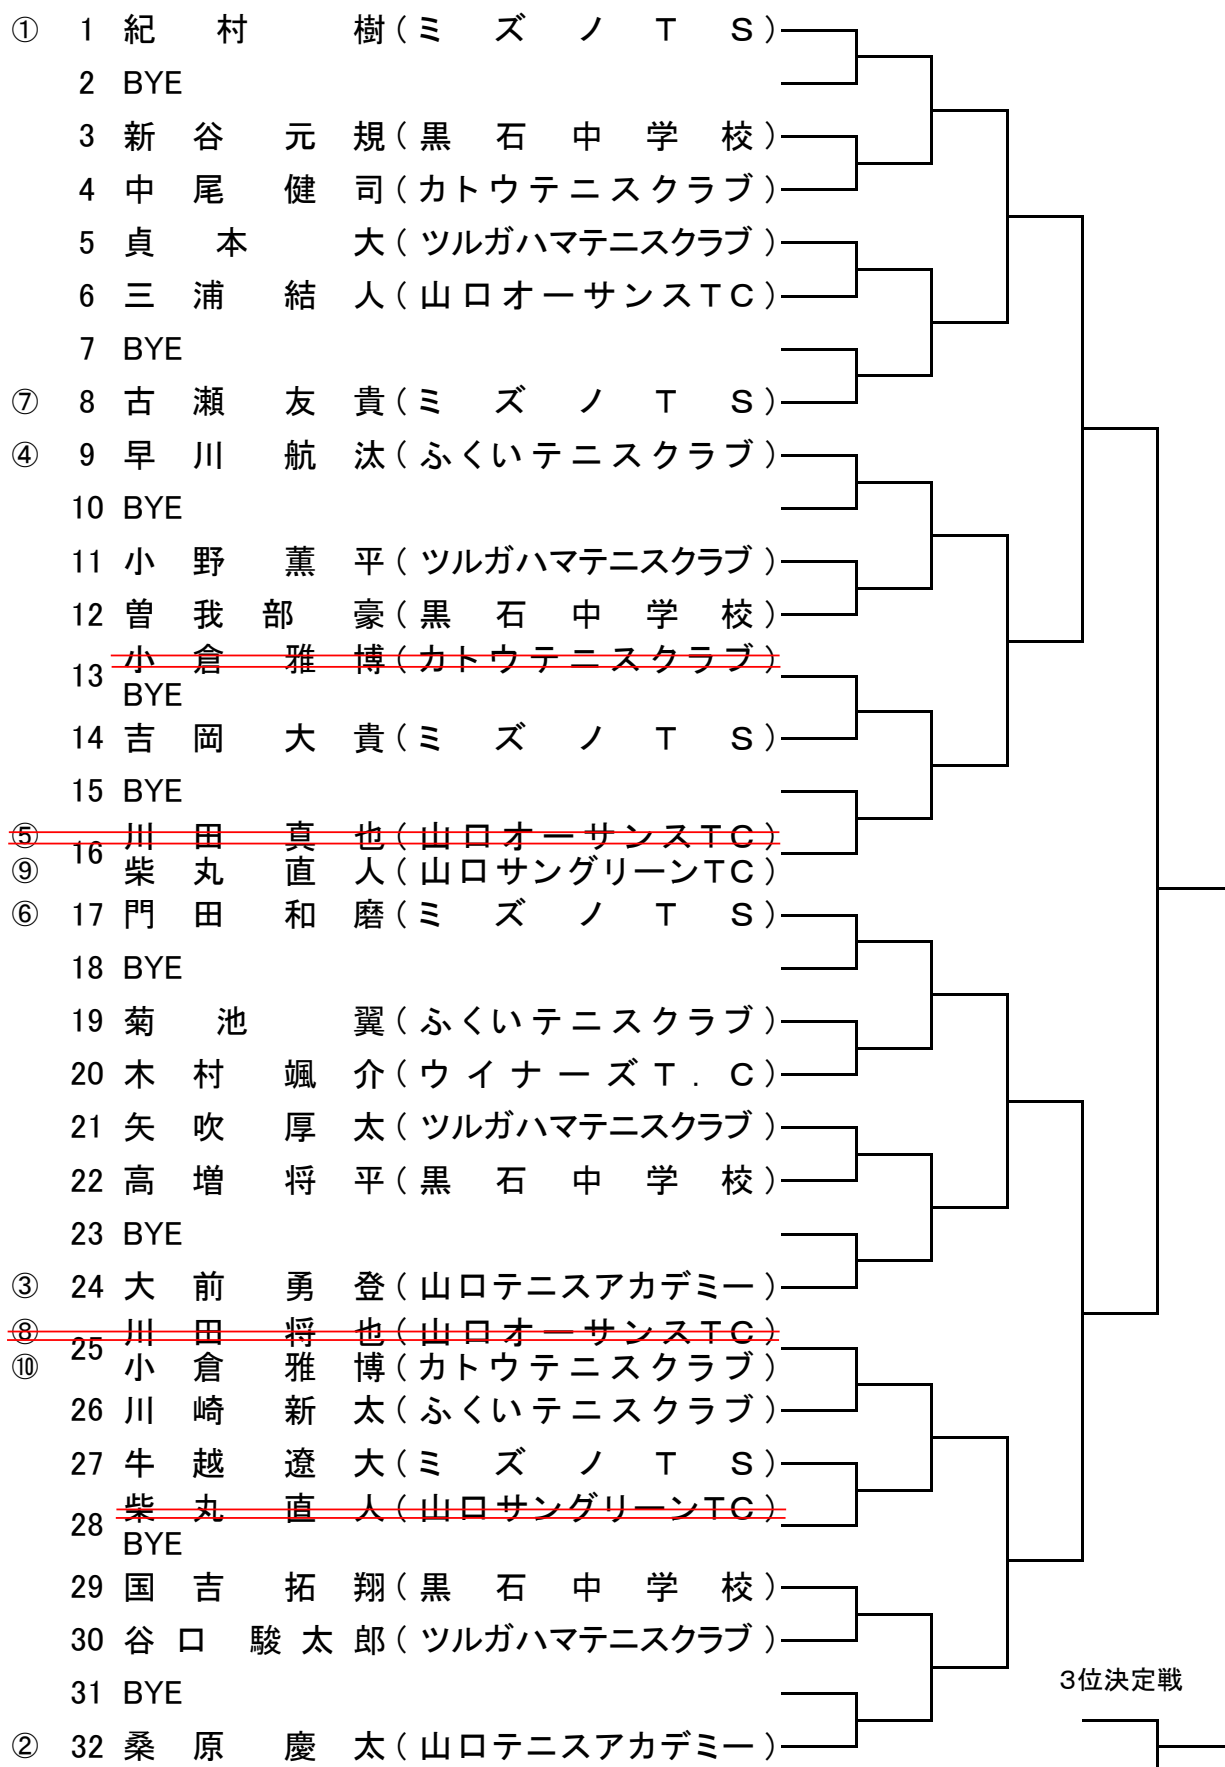 ① 1 紀村 樹(ミズノTS)
2 BYE
3 新谷 元規(黒石中学校)
4 中尾 健司(カトウテニスクラブ)
5 貞本 大(ツルガハマテニスクラブ)
6 三浦 結人(山口オーサンスTC)
7 BYE
⑦ 8 古瀬 友貴(ミズノTS)
④ 9 早川 航汰(ふくいテニスクラブ)
10 BYE
11 小野 薫平(ツルガハマテニスクラブ)
12 曽我部 豪(黒石中学校)
小倉 雅博(カトウテニスクラブ)
13
BYE
14 吉岡 大貴(ミズノTS)
15 BYE
⑤ 川田 真也(山口オーサンスTC)
16
⑨ 柴丸 直人(山口サングリーンTC)
⑥ 17 門田 和磨(ミズノTS)
18 BYE
19 菊池 翼(ふくいテニスクラブ)
20 木村 颯介(ウイナーズT.C)
21 矢吹 厚太(ツルガハマテニスクラブ)
22 高増 将平(黒石中学校)
23 BYE
③ 24 大前 勇登(山口テニスアカデミー)
⑧ 川田 将也(山口オーサンスTC)
25
⑩ 小倉 雅博(カトウテニスクラブ)
26 川崎 新太(ふくいテニスクラブ)
27 牛越 遼大(ミズノTS)
柴丸 直人(山口サングリーンTC)
28
BYE
29 国吉 拓翔(黒石中学校)
30 谷口 駿太郎(ツルガハマテニスクラブ)
31 BYE
3位決定戦
② 32 桑原 慶太(山口テニスアカデミー)